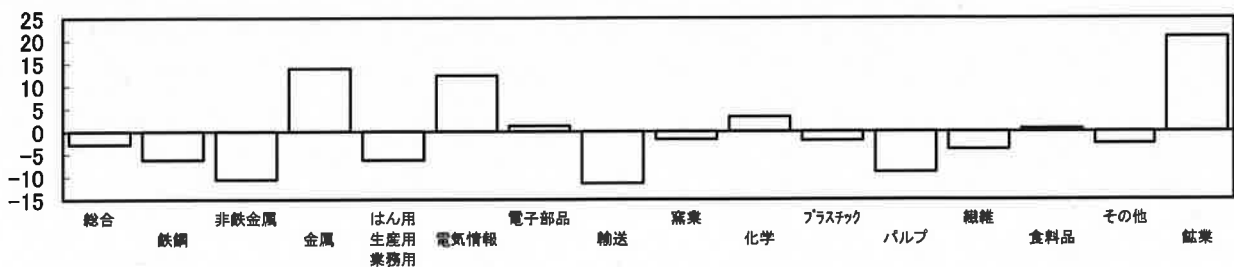 25
20
15
10
5
0
-5
-10
-15
総合
鉄鋼
非鉄金属
金属
はん用
生産用
業務用
電気情報
電子部品
輸送
窯業
化学
プラスチック
パルプ
繊維
食料品
その他
鉱業